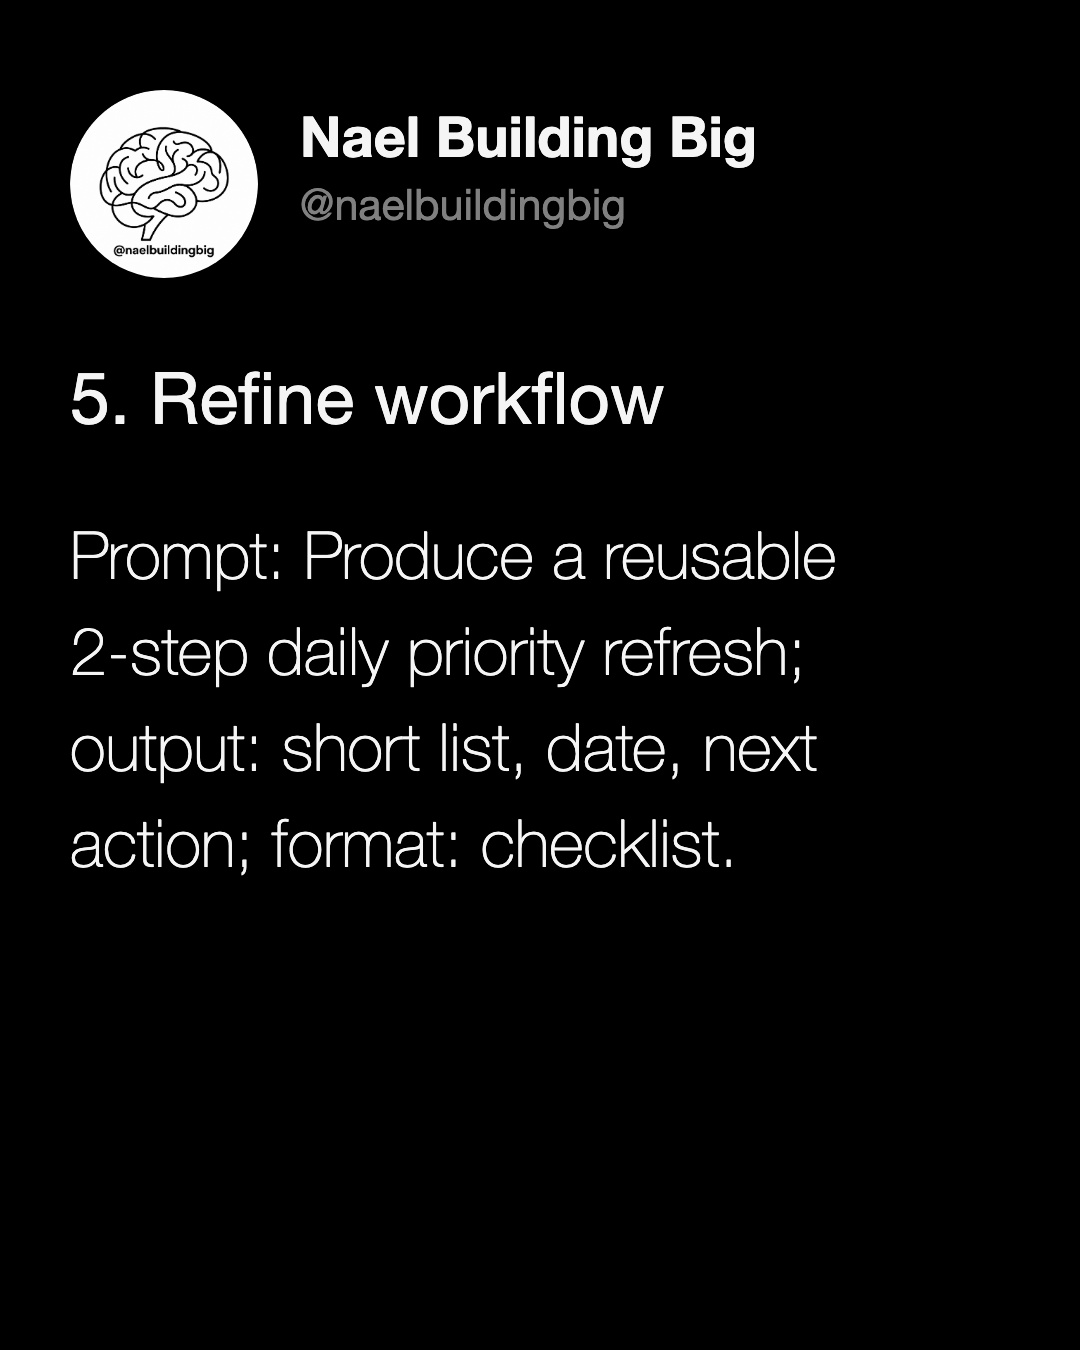 Nael Building Big
@naelbuildingbig
@naelbuildingbig
5. Refine workflow
Prompt: Produce a reusable
2-step daily priority refresh;
output: short list, date, next
action; format: checklist.